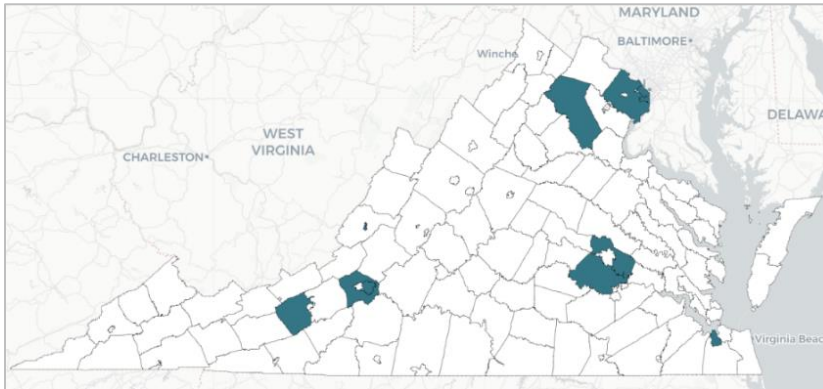 MARYLAND
BALTIMORE
Winche
DELAWA
WEST
VIRGINIA
CHARLESTON
Virginia Beac